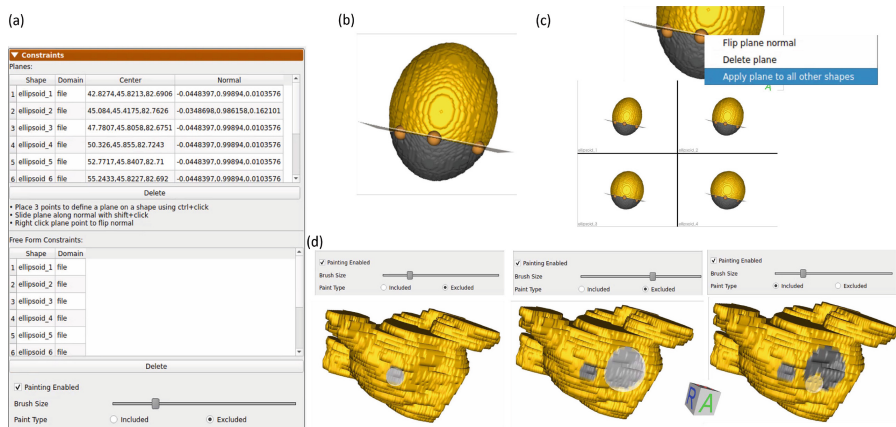 (a)
Constraints
Planes:
Shape Domain Center Normal
1 ellipsoid_1 file 42.8274,45.8213,82.6906 -0.0448397,0.99894,0.0103576
2 ellipsoid_2 file 45.084,45.4175,82.7626 -0.0348698,0.986158,0.162101
3 ellipsoid_3 file 47.7807,45.8058,82.6751 -0.0448397,0.99894,0.0103576
4 ellipsoid_4 file 50.326,45.855,82.7243 -0.0448397,0.99894,0.0103576
5 ellipsoid_5 file 52.7717,45.8407,82.71 -0.0448397,0.99894,0.0103576
6 ellipsoid_6 file 55.2433,45.8227,82.692 -0.0448397,0.99894,0.0103576
Delete
• Place 3 points to define a plane on a shape using ctrl+click
• Slide plane along normal with shift+click
• Right click plane point to flip normal
Free Form Constraints:
Shape Domain
1 ellipsoid_1 file
2 ellipsoid_2 file
3 ellipsoid_3 file
4 ellipsoid_4 file
5 ellipsoid_5 file
6 ellipsoid_6 file
Delete
Painting Enabled
Brush Size
Paint Type Included Excluded
(b)
(c)
Flip plane normal
Delete plane
Apply plane to all other shapes
A
ellipsoid_1 ellipsoid_2
ellipsoid_3 ellipsoid_4
(d)
Painting Enabled
Brush Size
Paint Type Included Excluded
Painting Enabled
Brush Size
Paint Type Included Excluded
Painting Enabled
Brush Size
Paint Type Included Excluded
A